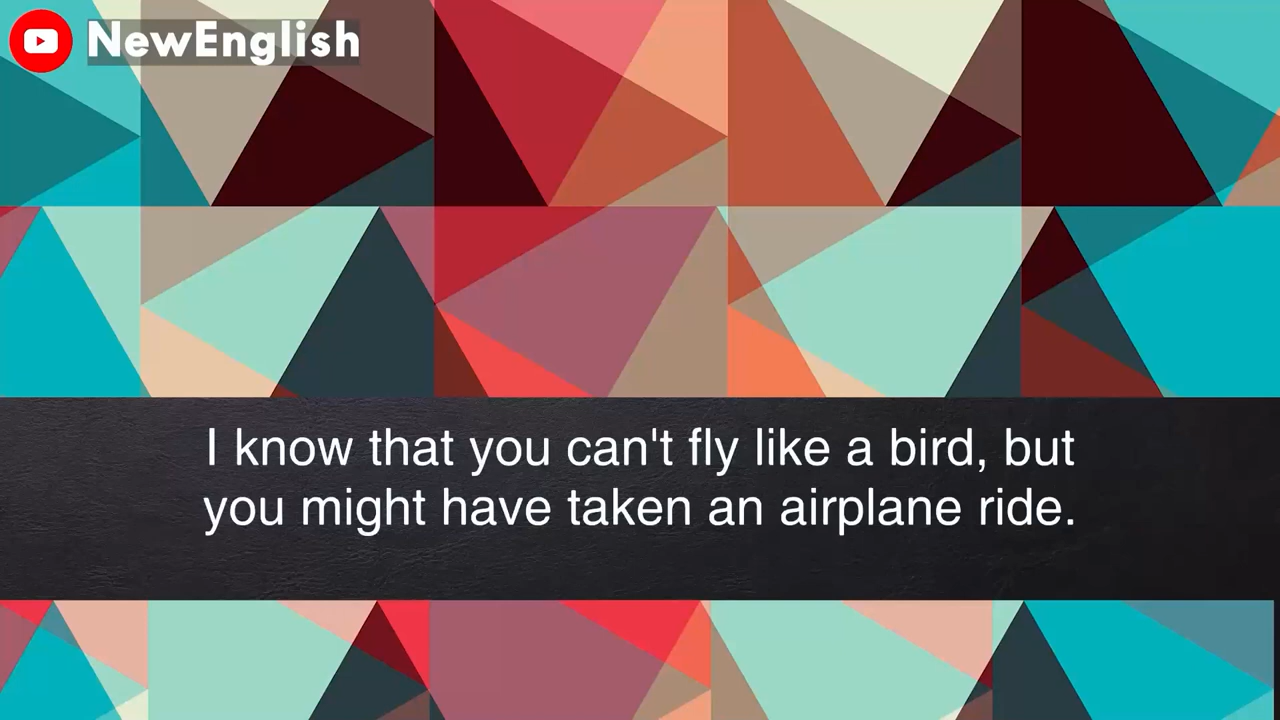 NewEnglish
I know that you can't fly like a bird, but
you might have taken an airplane ride.